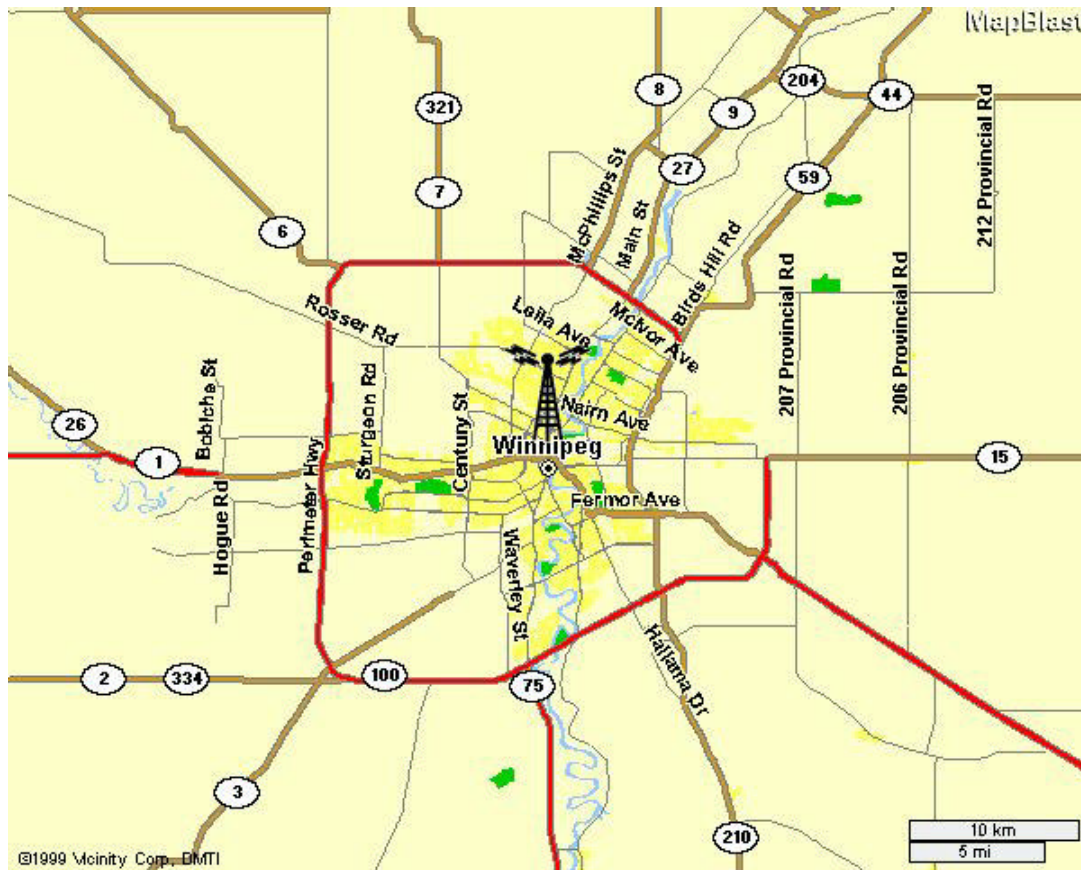 MapBlast
204
8
44
321
9
212 Provincial Rd
27
McPhillips St
59
7
Main St
6
Birds Hill Rd
207 Provincial Rd
206 Provincial Rd
Rosser Rd
Leila Ave
McIvor Ave
Sturgeon Rd
Nairn Ave
Century St
26
Winnipeg
1
15
Perimeter Hwy
Fermor Ave
Hogue Rd
Waverley St
Hallama Dr
2
334
100
75
3
210
10 km
5 mi
©1999 Vicinity Corp, DMTI